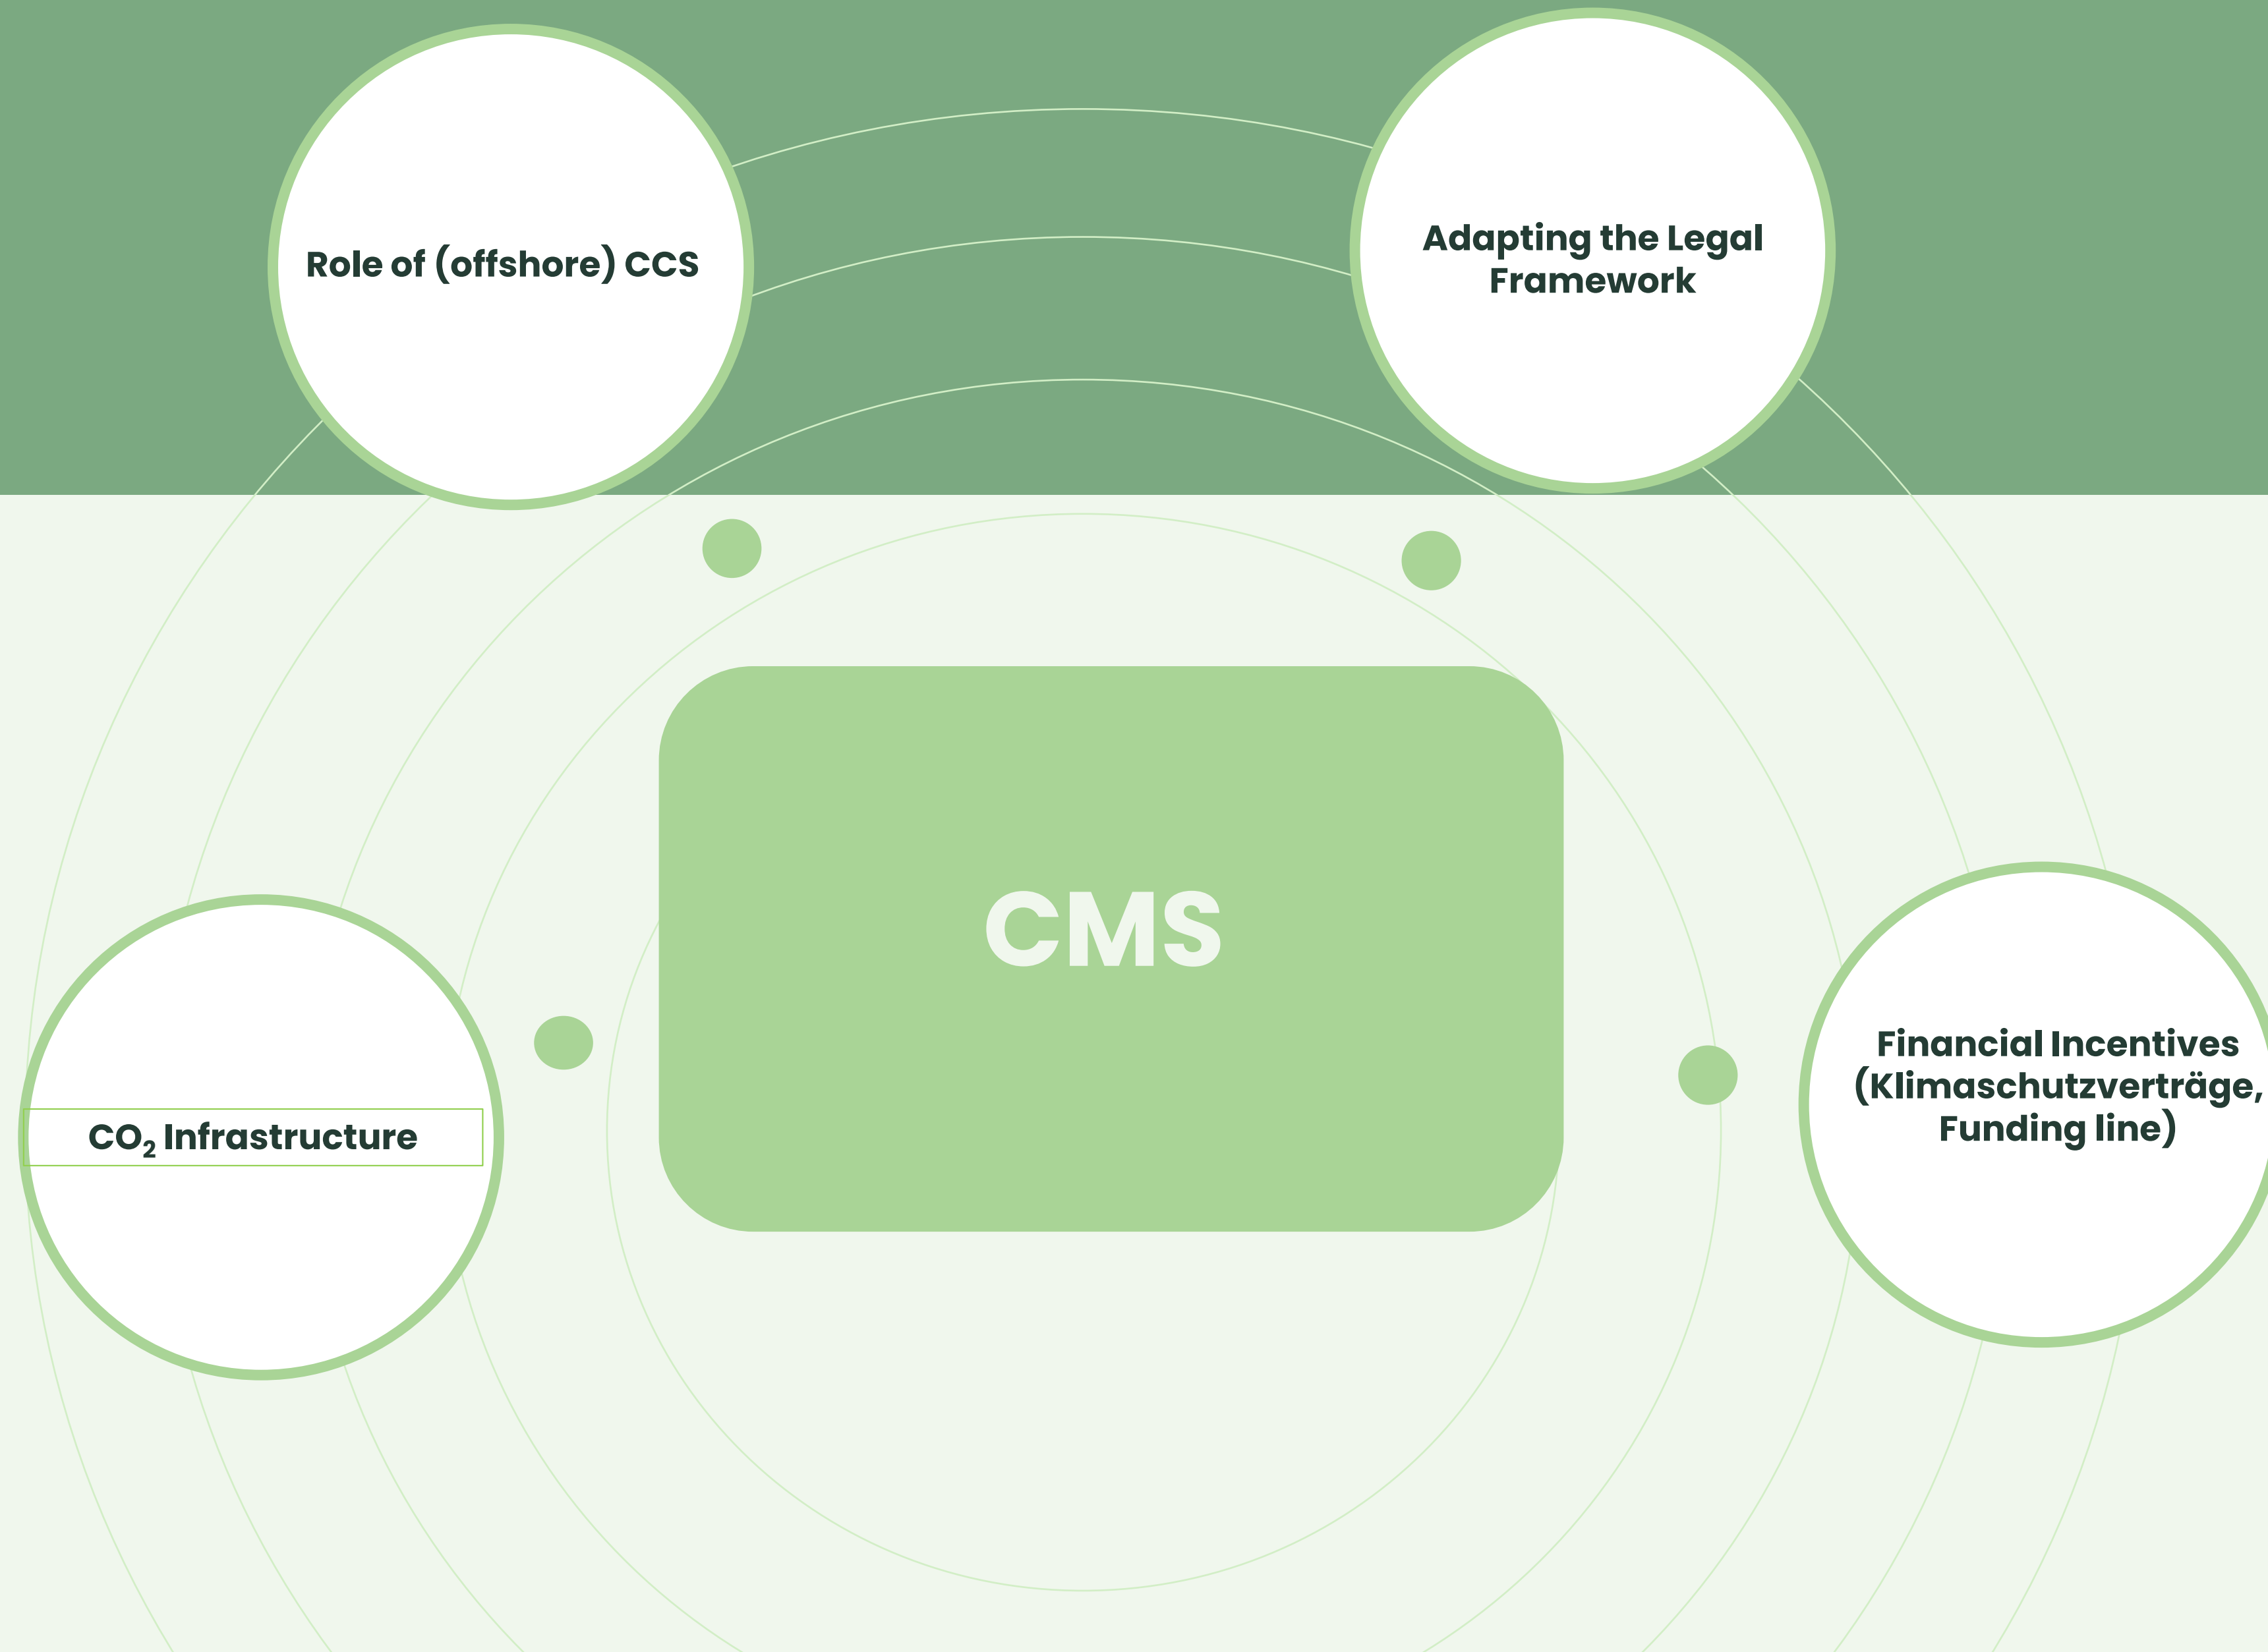 Role of (offshore) CCS
Adapting the Legal
Framework
CMS
CO₂ Infrastructure
Financial Incentives
(Klimaschutzverträge,
Funding line)